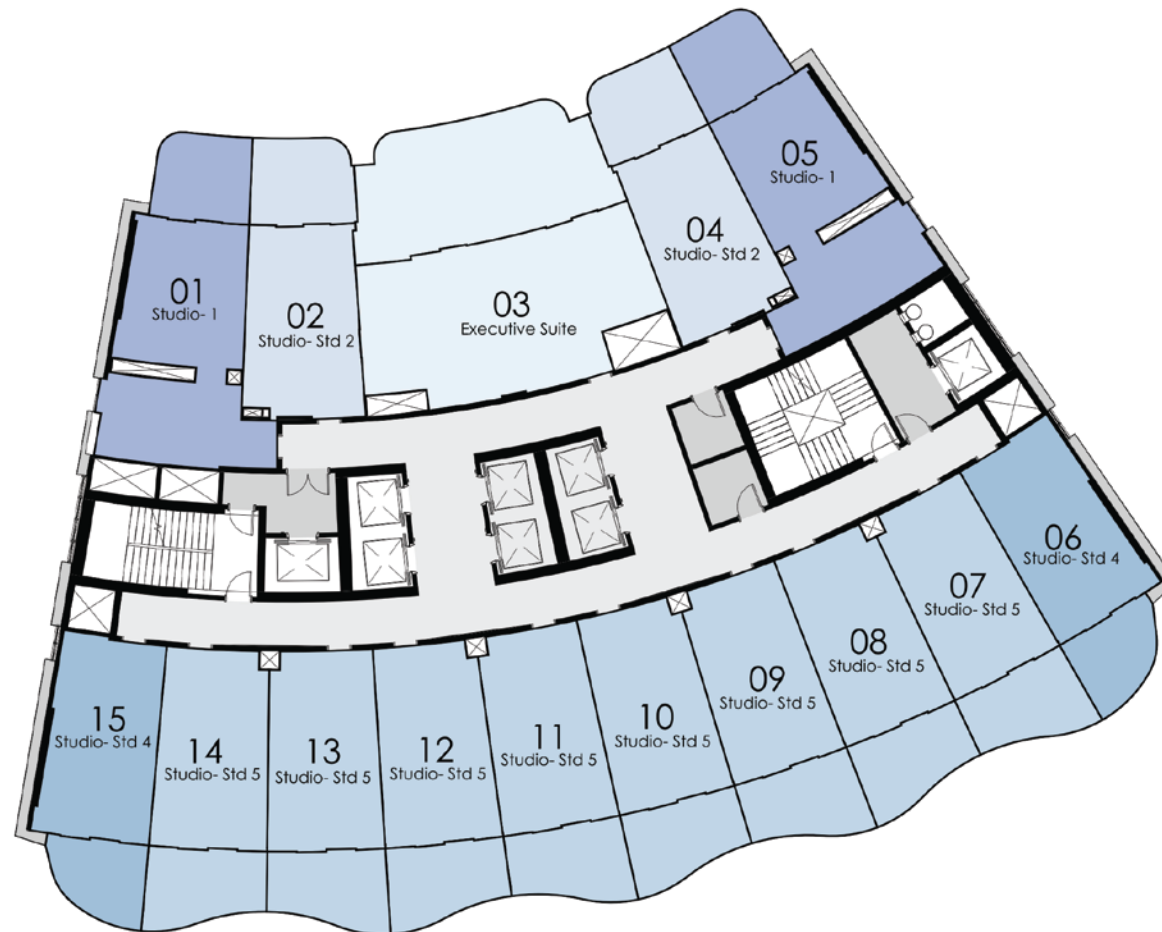 01
Studio- 1
02
Studio- Std 2
03
Executive Suite
04
Studio- Std 2
05
Studio- 1
06
Studio- Std 4
07
Studio- Std 5
08
Studio- Std 5
09
Studio- Std 5
10
Studio- Std 5
11
Studio- Std 5
12
Studio- Std 5
13
Studio- Std 5
14
Studio- Std 5
15
Studio- Std 4